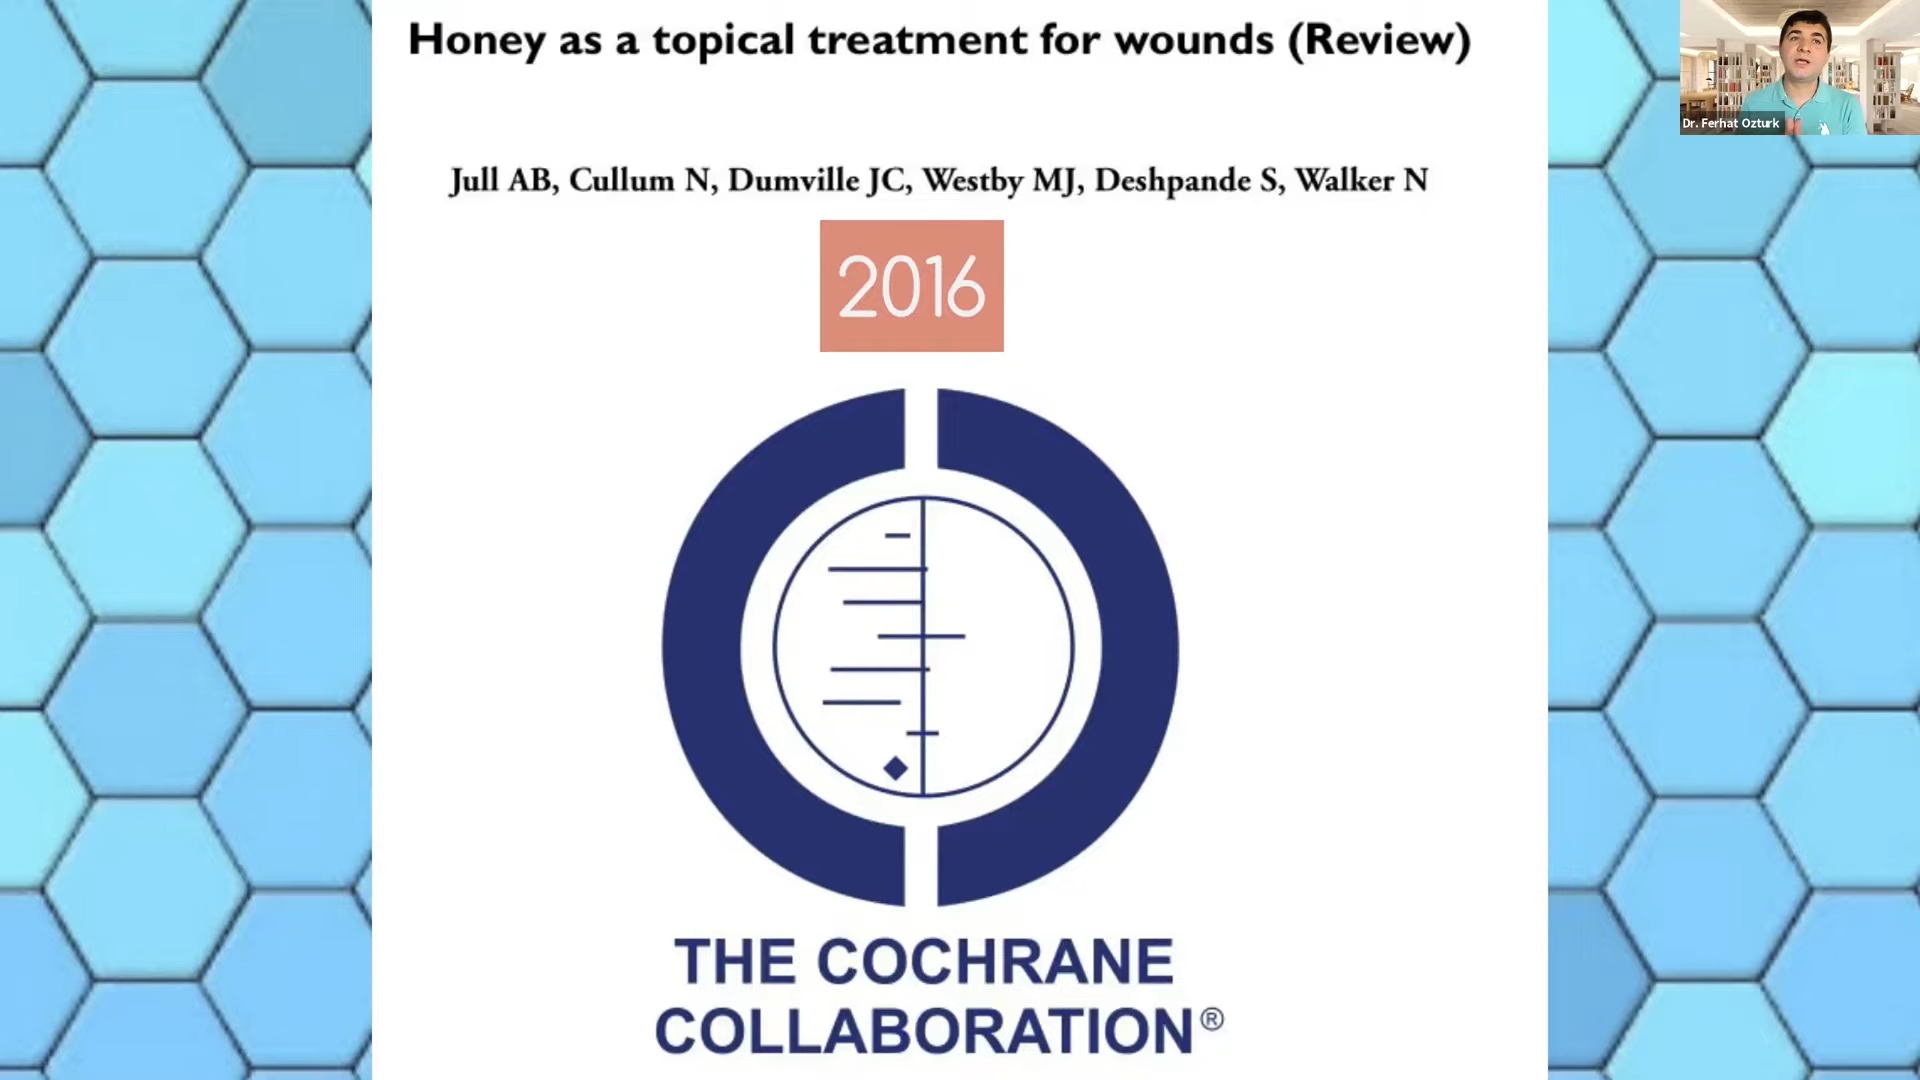 Honey as a topical treatment for wounds (Review)
Dr. Ferhat Ozturk
Jull AB, Cullum N, Dumville JC, Westby MJ, Deshpande S, Walker N
2016
THE COCHRANE
COLLABORATION®